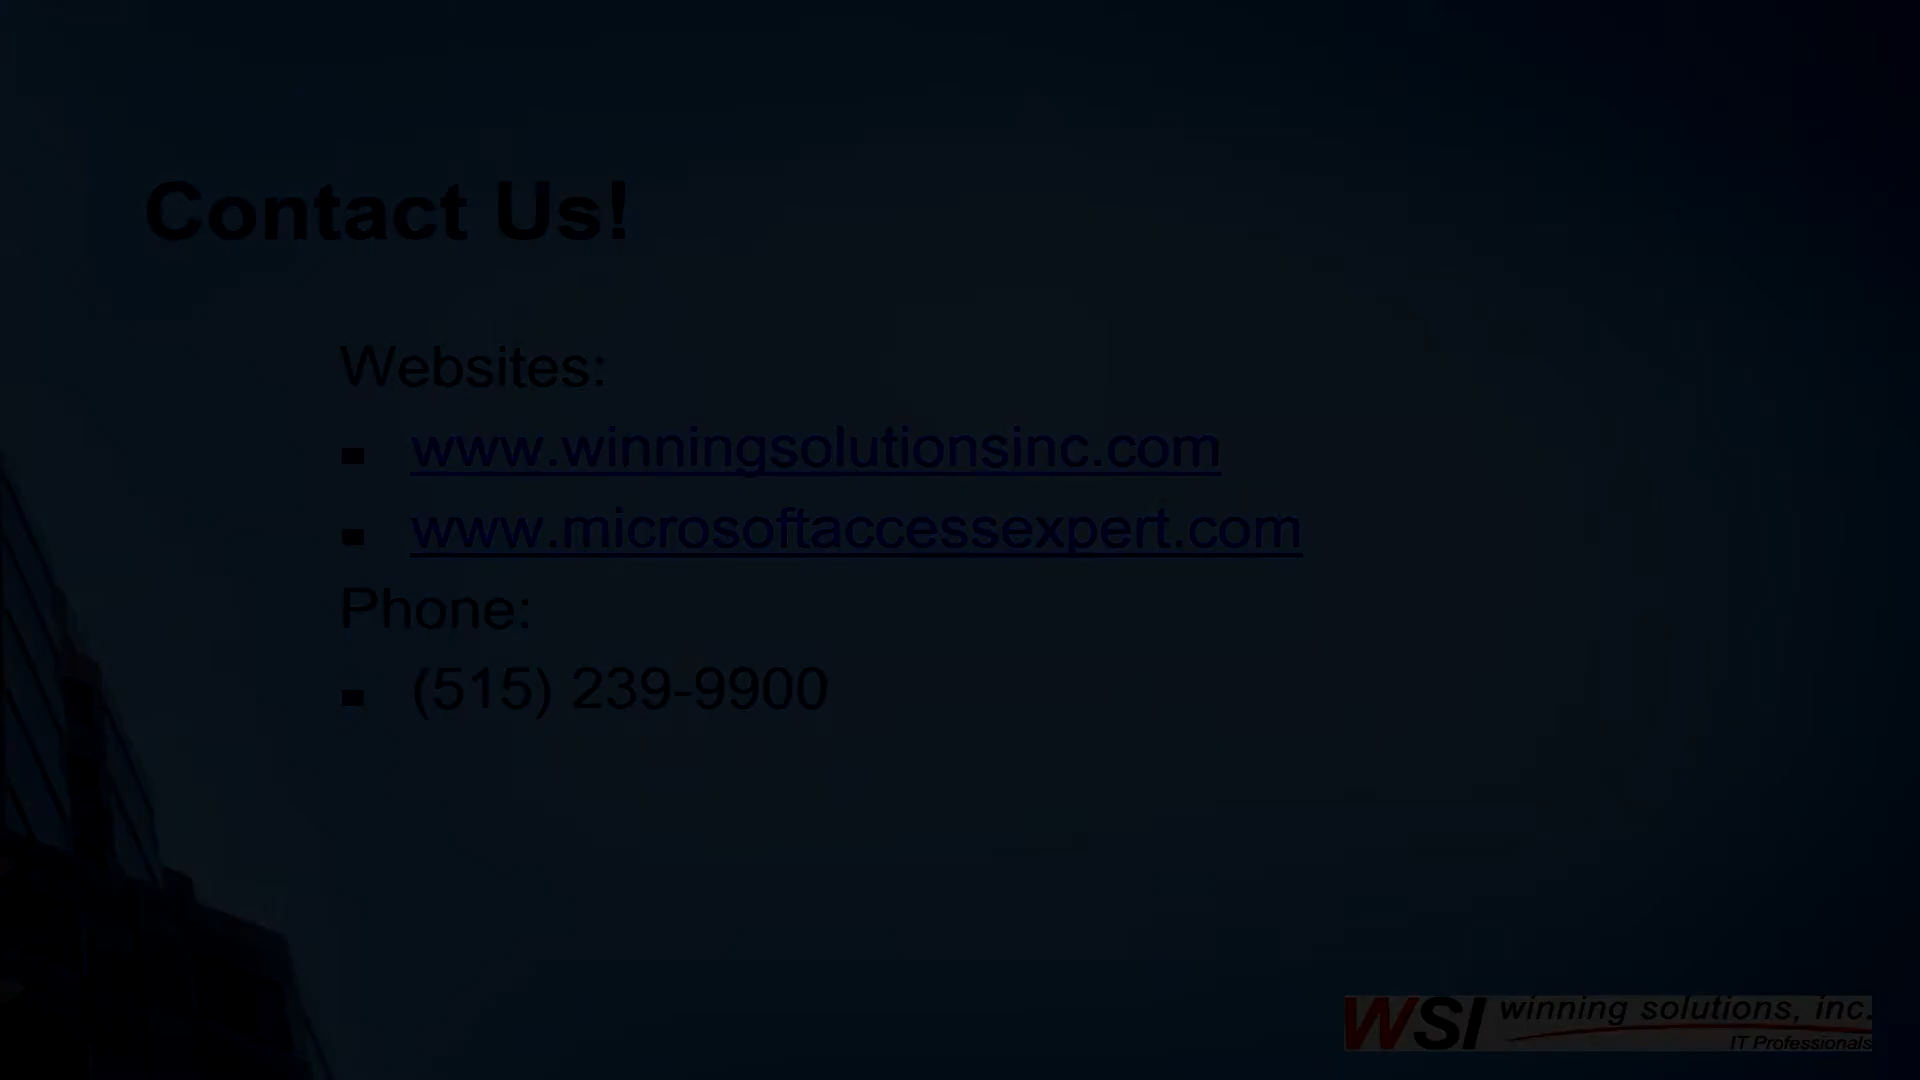 Contact Us!
Websites:
▪ www.winningsolutionsinc.com
▪ www.microsoftaccessexpert.com
Phone:
▪ (515) 239-9900
WSI winning solutions, inc.
IT Professionals